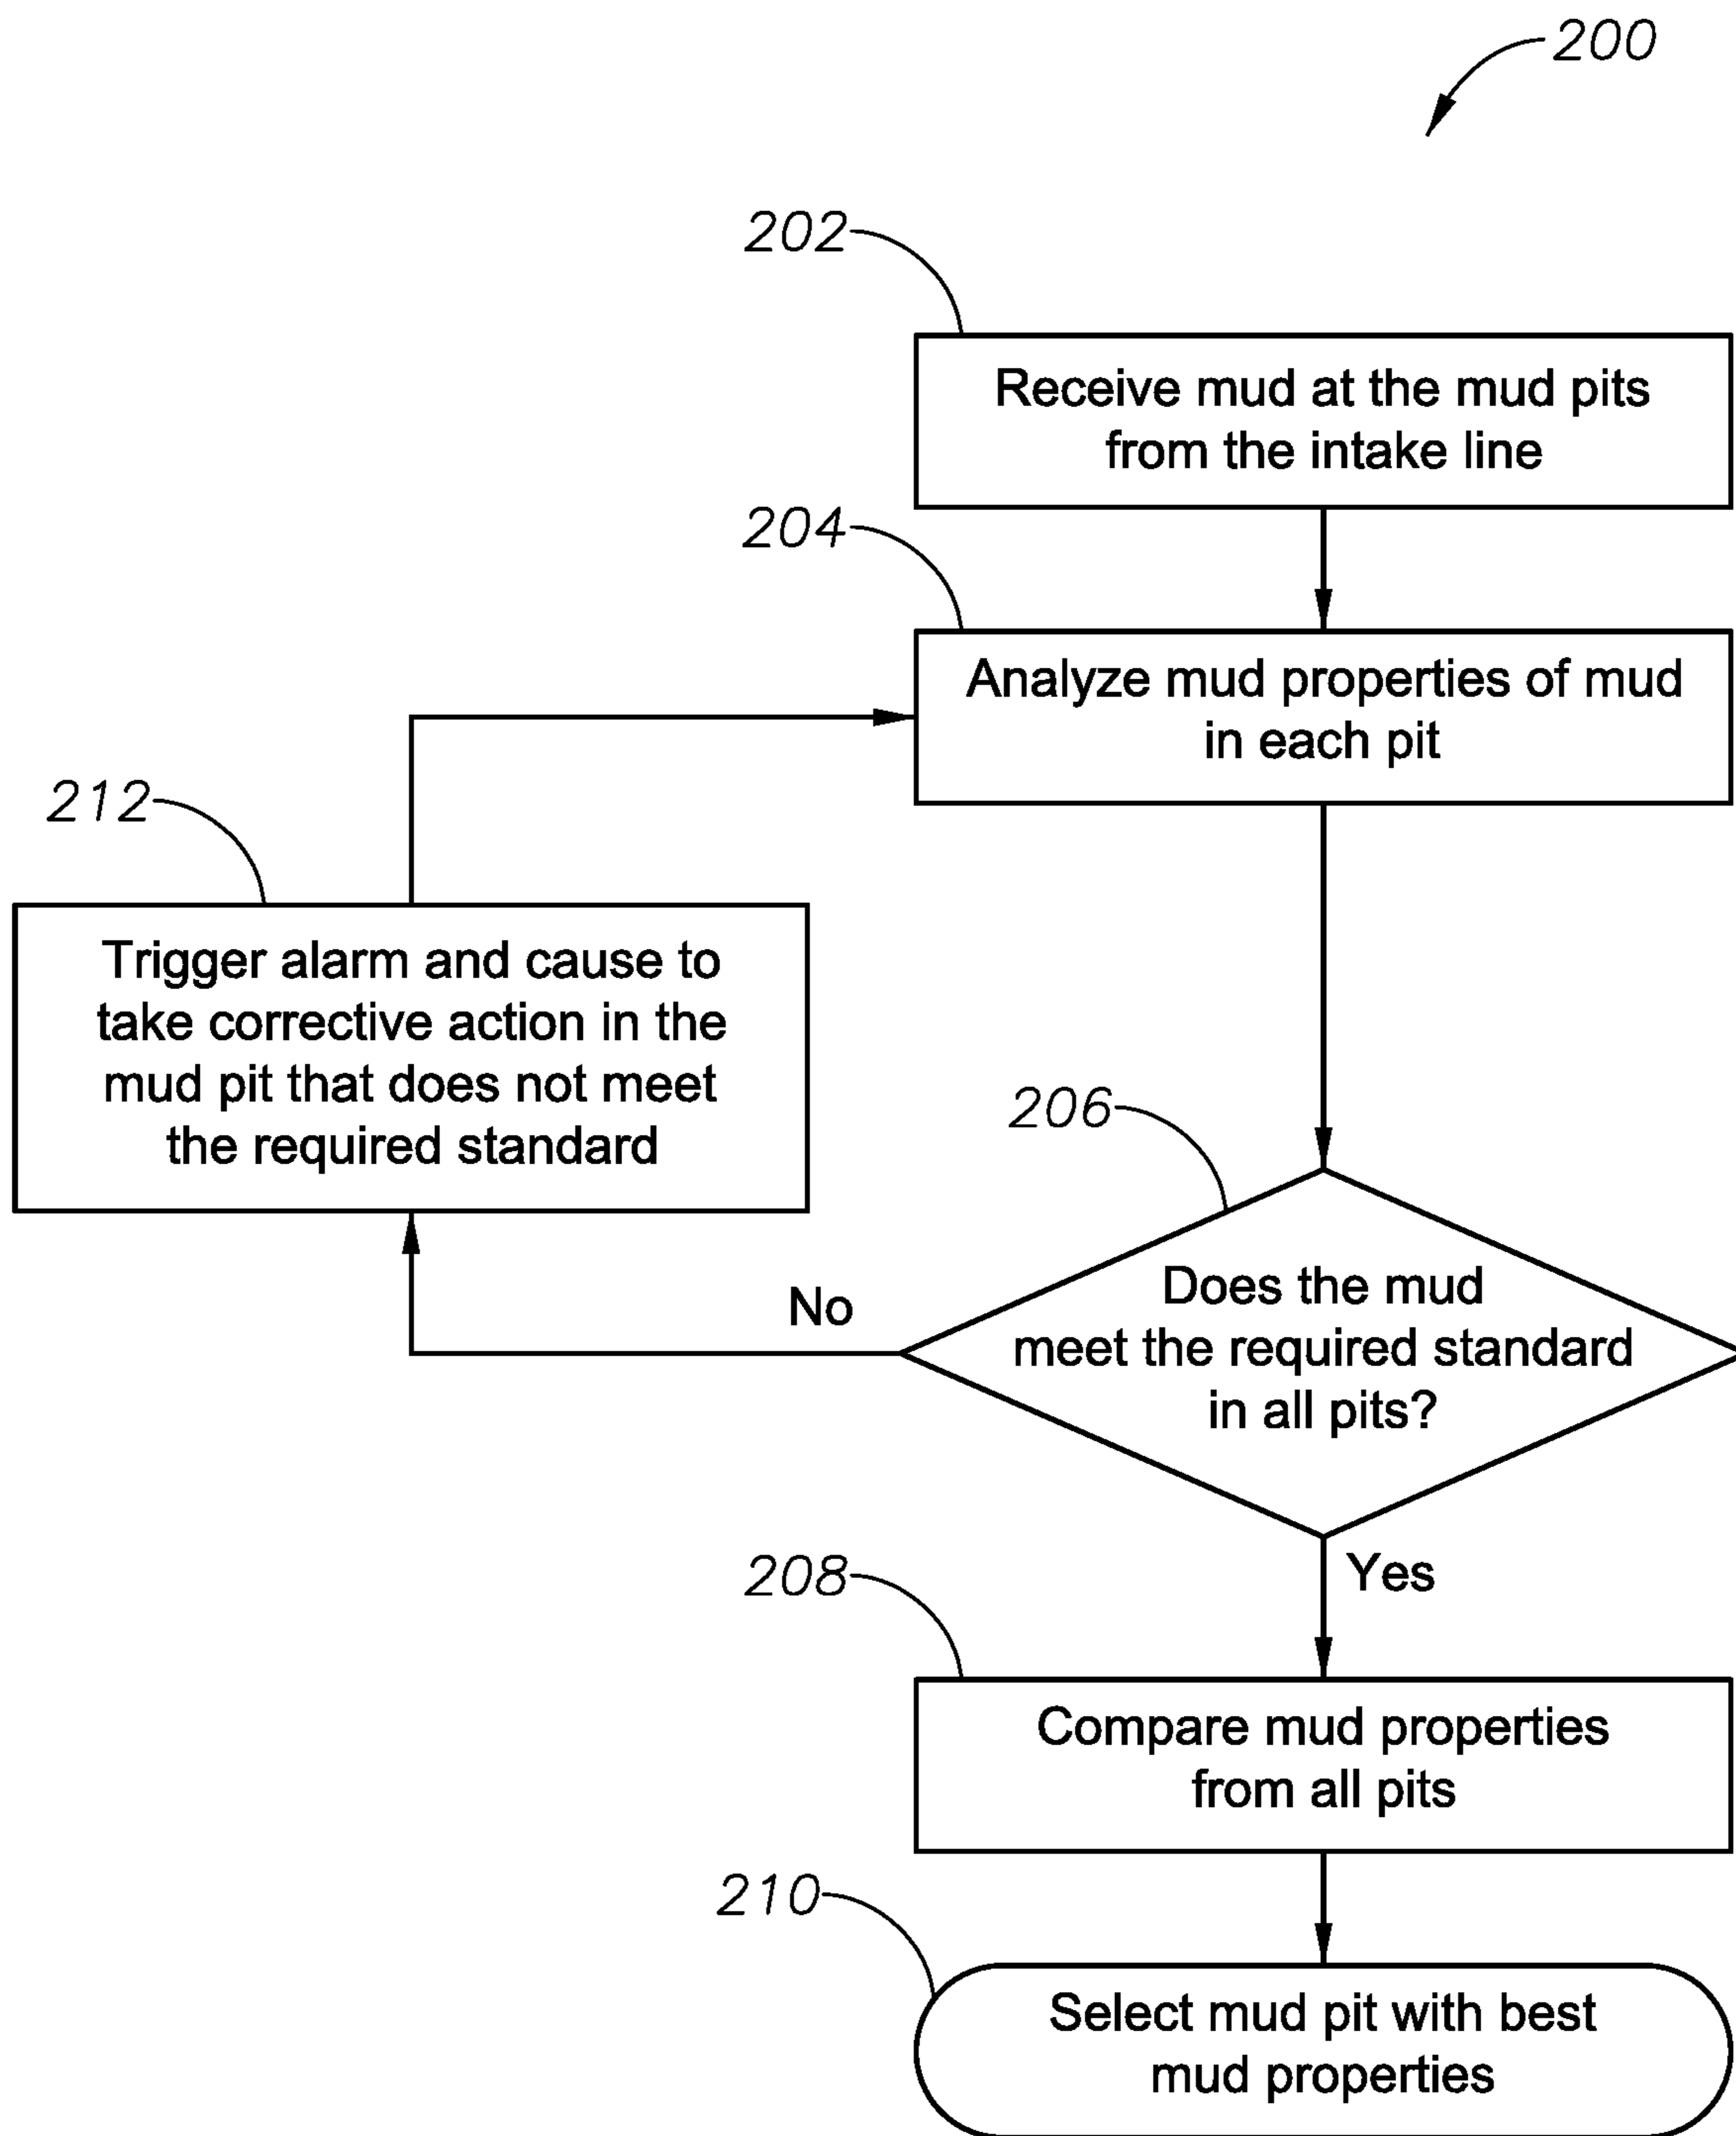 200
202
Receive mud at the mud pits
from the intake line
204
Analyze mud properties of mud
in each pit
212
Trigger alarm and cause to
take corrective action in the
mud pit that does not meet
the required standard
206
Does the mud
meet the required standard
in all pits?
No
Yes
208
Compare mud properties
from all pits
210
Select mud pit with best
mud properties